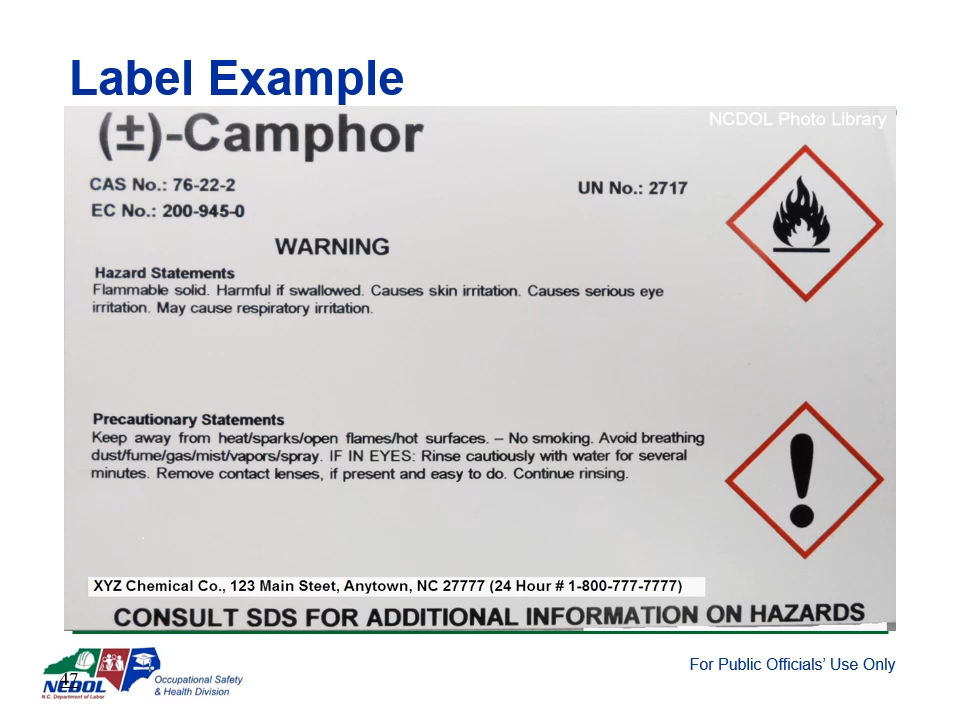 Label Example
NCDOL Photo Library
(±)-Camphor
CAS No.: 76-22-2
UN No.: 2717
EC No.: 200-945-0
WARNING
Hazard Statements
Flammable solid. Harmful if swallowed. Causes skin irritation. Causes serious eye
irritation. May cause respiratory irritation.
Precautionary Statements
Keep away from heat/sparks/open flames/hot surfaces. – No smoking. Avoid breathing
dust/fume/gas/mist/vapors/spray. IF IN EYES: Rinse cautiously with water for several
minutes. Remove contact lenses, if present and easy to do. Continue rinsing.
XYZ Chemical Co., 123 Main Steet, Anytown, NC 27777 (24 Hour # 1-800-777-7777)
CONSULT SDS FOR ADDITIONAL INFORMATION ON HAZARDS
For Public Officials’ Use Only
47
NCDOL
N.C. Department of Labor
Occupational Safety
& Health Division